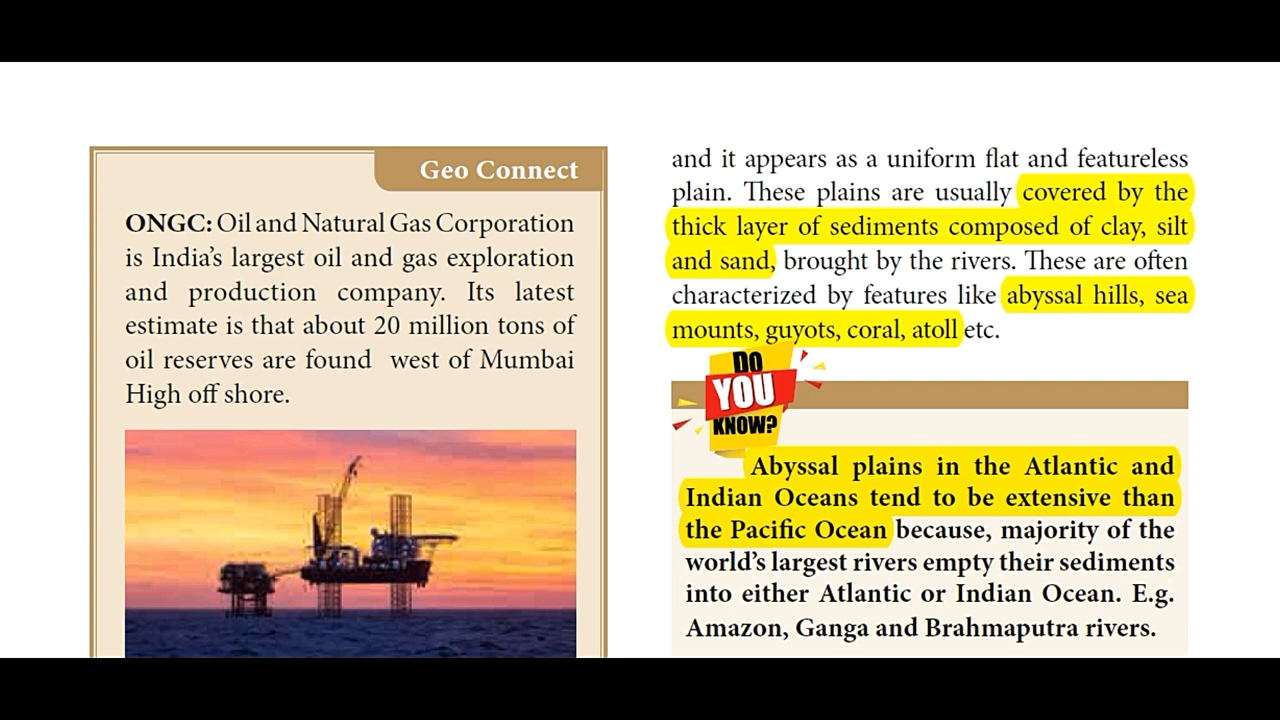 Geo Connect
ONGC: Oil and Natural Gas Corporation
is India's largest oil and gas exploration
and production company. Its latest
estimate is that about 20 million tons of
oil reserves are found west of Mumbai
High off shore.
and it appears as a uniform flat and featureless
plain. These plains are usually covered by the
thick layer of sediments composed of clay, silt
and sand, brought by the rivers. These are often
characterized by features like abyssal hills, sea
mounts, guyots, coral, atoll etc.
DO
YOU
KNOW?
Abyssal plains in the Atlantic and
Indian Oceans tend to be extensive than
the Pacific Ocean because, majority of the
world's largest rivers empty their sediments
into either Atlantic or Indian Ocean. E.g.
Amazon, Ganga and Brahmaputra rivers.